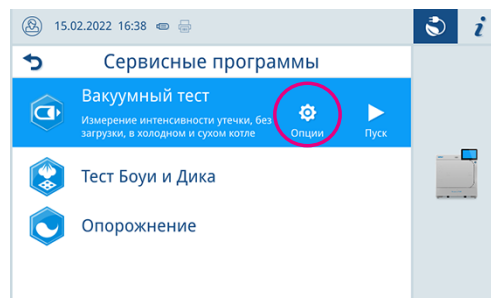 15.02.2022 16:38
Сервисные программы
Вакуумный тест
Измерение интенсивности утечки, без
загрузки, в холодном и сухом котле
Опции
Пуск
Тест Боуи и Дика
Опорожнение